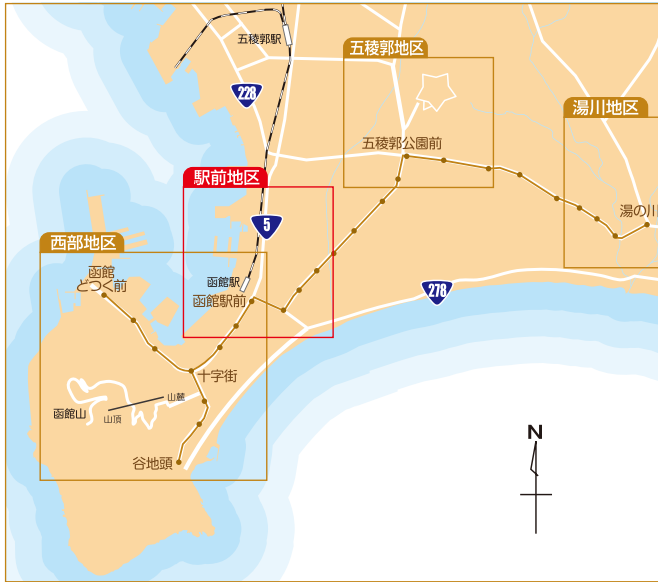 五稜郭駅
五稜郭地区
228
湯川地区
五稜郭公園前
駅前地区
湯の川
5
西部地区
函館
どつく前
函館駅
函館駅前
278
十字街
山麓
函館山
山頂
谷地頭
N